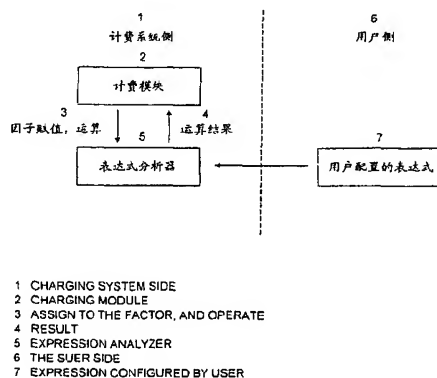 1
计费系统侧
2
计费模块
3
因子赋值，运算
4
运算结果
5
表达式分析器
6
用户侧
7
用户配置的表达式
1 CHARGING SYSTEM SIDE
2 CHARGING MODULE
3 ASSIGN TO THE FACTOR, AND OPERATE
4 RESULT
5 EXPRESSION ANALYZER
6 THE SUER SIDE
7 EXPRESSION CONFIGURED BY USER